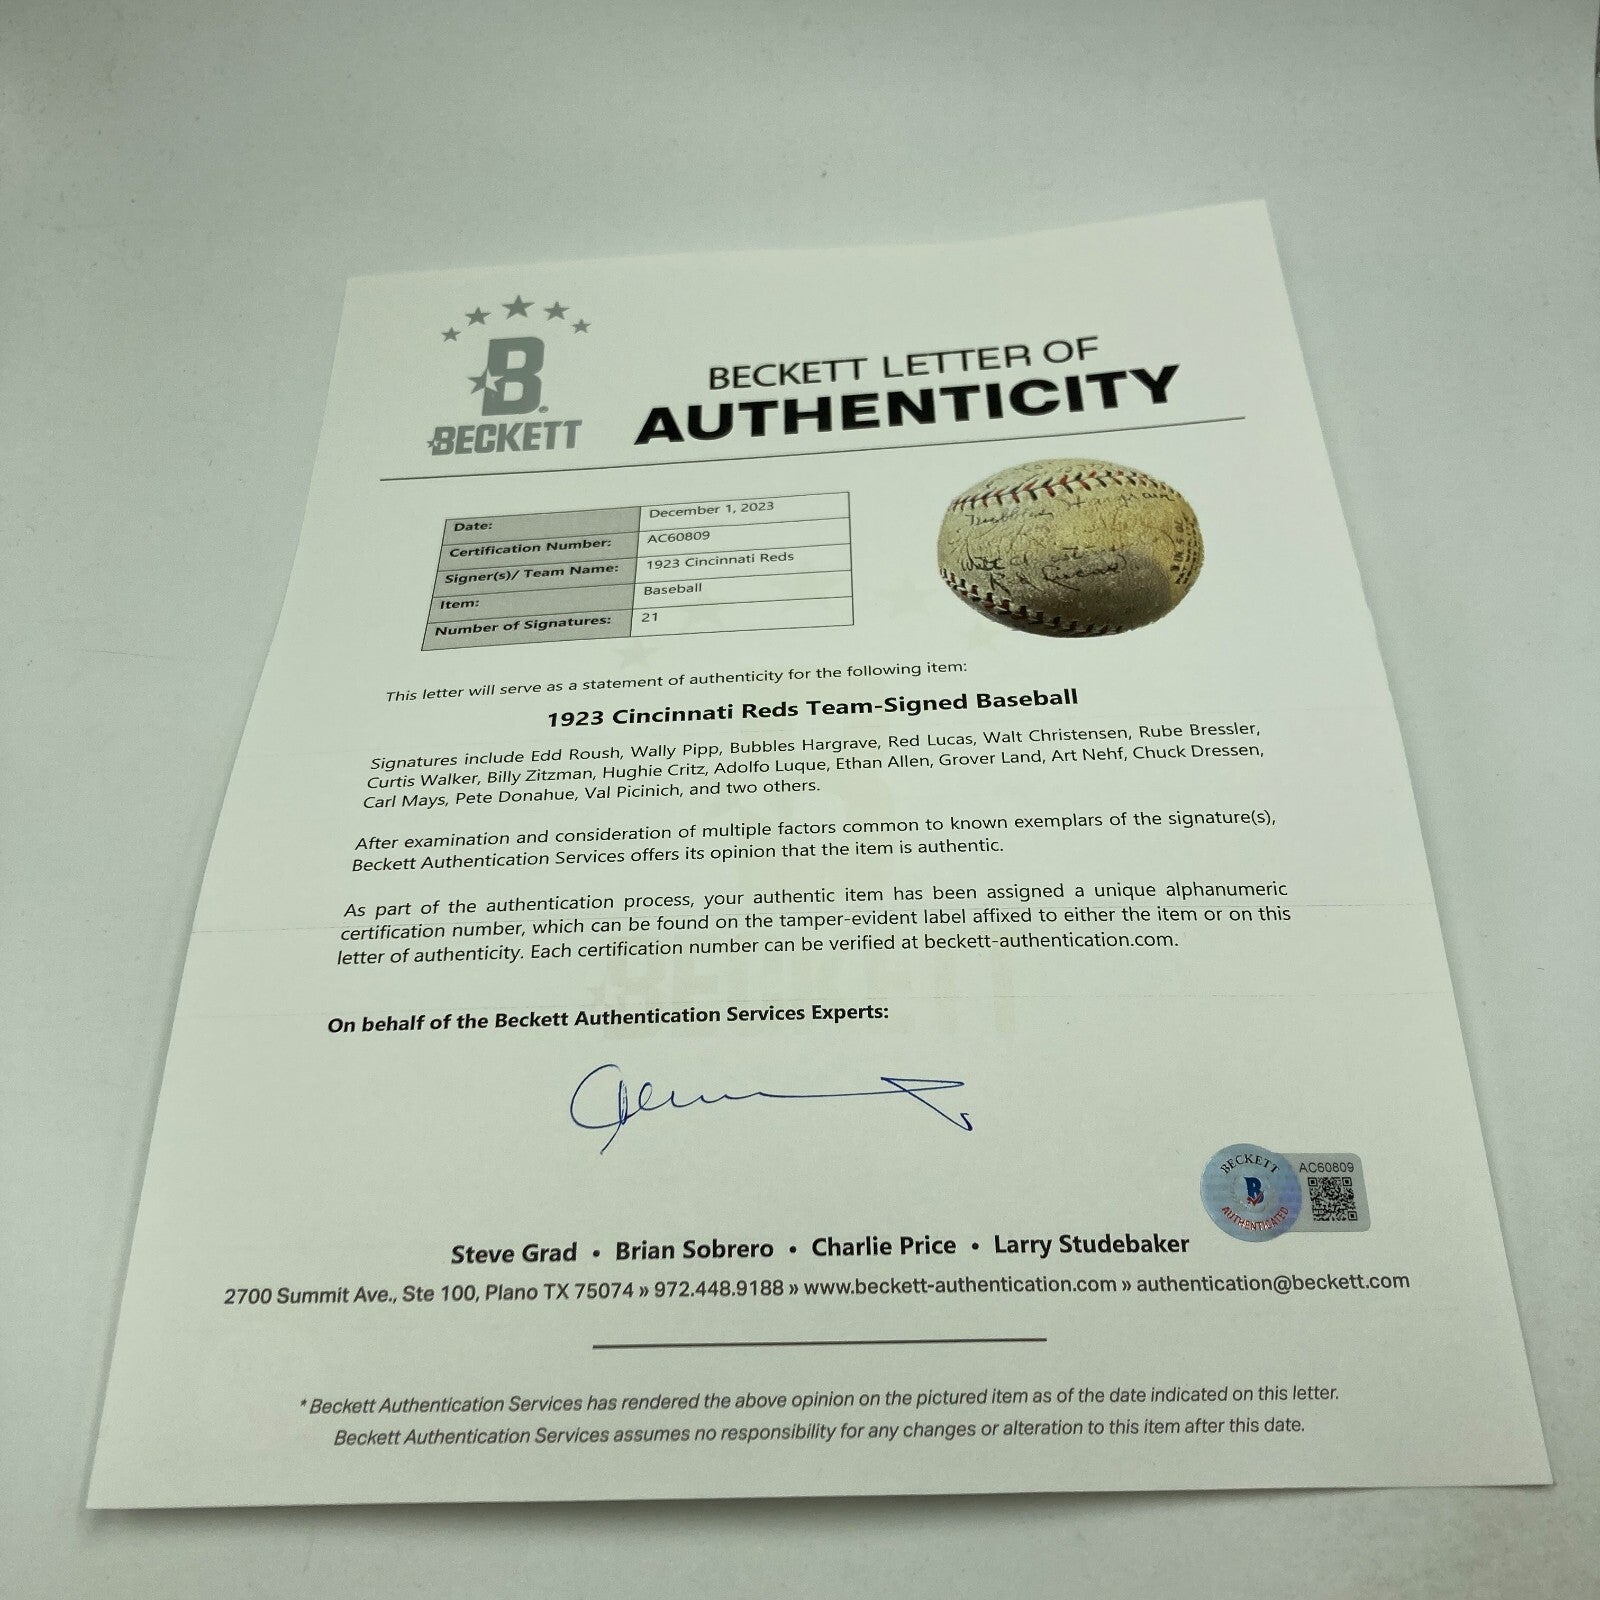 BECKETT
BECKETT LETTER OF
AUTHENTICITY
Date: December 1, 2023
Certification Number: AC60809
Signer(s)/ Team Name: 1923 Cincinnati Reds
Item: Baseball
Number of Signatures: 21
This letter will serve as a statement of authenticity for the following item:
1923 Cincinnati Reds Team-Signed Baseball
Signatures include Edd Roush, Wally Pipp, Bubbles Hargrave, Red Lucas, Walt Christensen, Rube Bressler,
Curtis Walker, Billy Zitzman, Hughie Critz, Adolfo Luque, Ethan Allen, Grover Land, Art Nehf, Chuck Dressen,
Carl Mays, Pete Donahue, Val Picinich, and two others.
After examination and consideration of multiple factors common to known exemplars of the signature(s),
Beckett Authentication Services offers its opinion that the item is authentic.
As part of the authentication process, your authentic item has been assigned a unique alphanumeric
certification number, which can be found on the tamper-evident label affixed to either the item or on this
letter of authenticity. Each certification number can be verified at beckett-authentication.com.
On behalf of the Beckett Authentication Services Experts:
BECKETT
B
AUTHENTICATED
AC60809
Steve Grad • Brian Sobrero • Charlie Price • Larry Studebaker
2700 Summit Ave., Ste 100, Plano TX 75074 » 972.448.9188 » www.beckett-authentication.com » authentication@beckett.com
* Beckett Authentication Services has rendered the above opinion on the pictured item as of the date indicated on this letter.
Beckett Authentication Services assumes no responsibility for any changes or alteration to this item after this date.